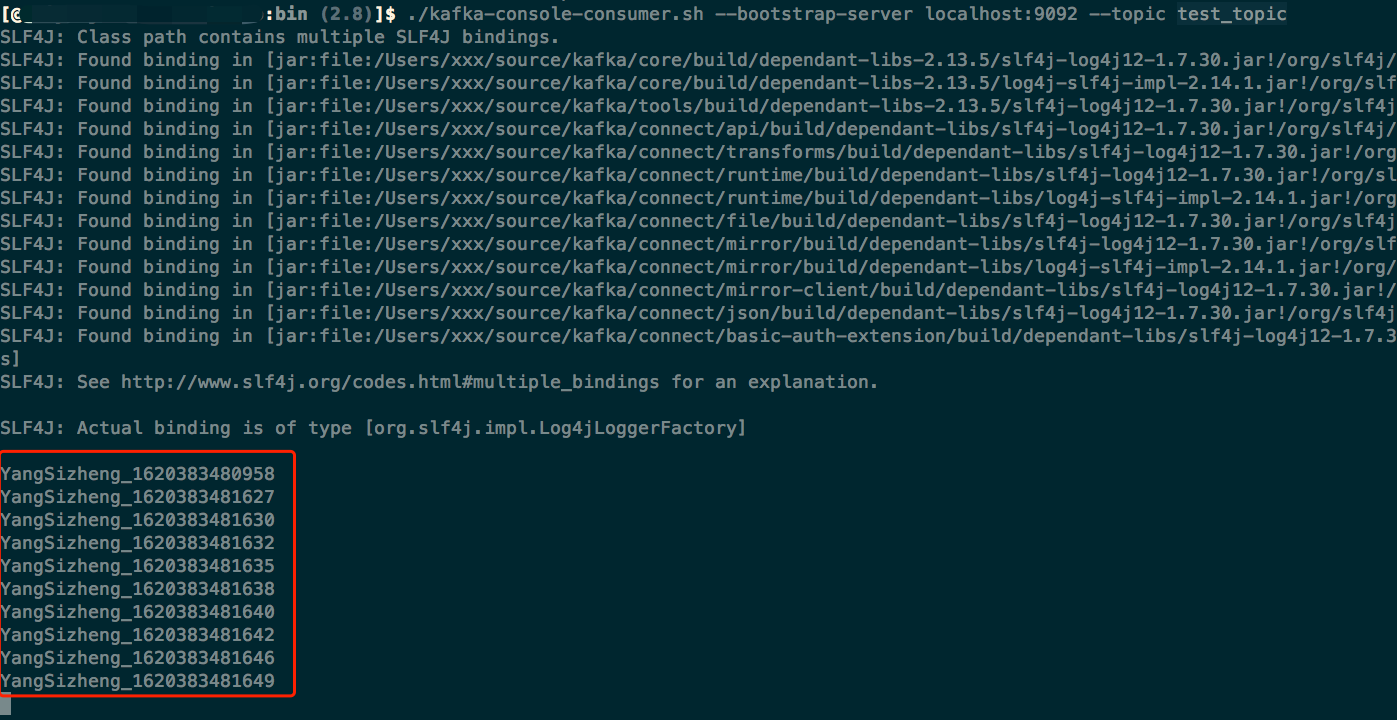 [@:bin (2.8)]$ ./kafka-console-consumer.sh --bootstrap-server localhost:9092 --topic test_topic
SLF4J: Class path contains multiple SLF4J bindings.
SLF4J: Found binding in [jar:file:/Users/xxx/source/kafka/core/build/dependant-libs-2.13.5/slf4j-log4j12-1.7.30.jar!/org/slf4j/
SLF4J: Found binding in [jar:file:/Users/xxx/source/kafka/core/build/dependant-libs-2.13.5/log4j-slf4j-impl-2.14.1.jar!/org/slf
SLF4J: Found binding in [jar:file:/Users/xxx/source/kafka/tools/build/dependant-libs-2.13.5/slf4j-log4j12-1.7.30.jar!/org/slf4j
SLF4J: Found binding in [jar:file:/Users/xxx/source/kafka/connect/api/build/dependant-libs/slf4j-log4j12-1.7.30.jar!/org/slf4j/
SLF4J: Found binding in [jar:file:/Users/xxx/source/kafka/connect/transforms/build/dependant-libs/slf4j-log4j12-1.7.30.jar!/org
SLF4J: Found binding in [jar:file:/Users/xxx/source/kafka/connect/runtime/build/dependant-libs/slf4j-log4j12-1.7.30.jar!/org/sl
SLF4J: Found binding in [jar:file:/Users/xxx/source/kafka/connect/runtime/build/dependant-libs/log4j-slf4j-impl-2.14.1.jar!/org
SLF4J: Found binding in [jar:file:/Users/xxx/source/kafka/connect/file/build/dependant-libs/slf4j-log4j12-1.7.30.jar!/org/slf4j
SLF4J: Found binding in [jar:file:/Users/xxx/source/kafka/connect/mirror/build/dependant-libs/slf4j-log4j12-1.7.30.jar!/org/slf
SLF4J: Found binding in [jar:file:/Users/xxx/source/kafka/connect/mirror/build/dependant-libs/log4j-slf4j-impl-2.14.1.jar!/org/
SLF4J: Found binding in [jar:file:/Users/xxx/source/kafka/connect/mirror-client/build/dependant-libs/slf4j-log4j12-1.7.30.jar!/
SLF4J: Found binding in [jar:file:/Users/xxx/source/kafka/connect/json/build/dependant-libs/slf4j-log4j12-1.7.30.jar!/org/slf4j
SLF4J: Found binding in [jar:file:/Users/xxx/source/kafka/connect/basic-auth-extension/build/dependant-libs/slf4j-log4j12-1.7.3
s]
SLF4J: See http://www.slf4j.org/codes.html#multiple_bindings for an explanation.
SLF4J: Actual binding is of type [org.slf4j.impl.Log4jLoggerFactory]
YangSizheng_1620383480958
YangSizheng_1620383481627
YangSizheng_1620383481630
YangSizheng_1620383481632
YangSizheng_1620383481635
YangSizheng_1620383481638
YangSizheng_1620383481640
YangSizheng_1620383481642
YangSizheng_1620383481646
YangSizheng_1620383481649